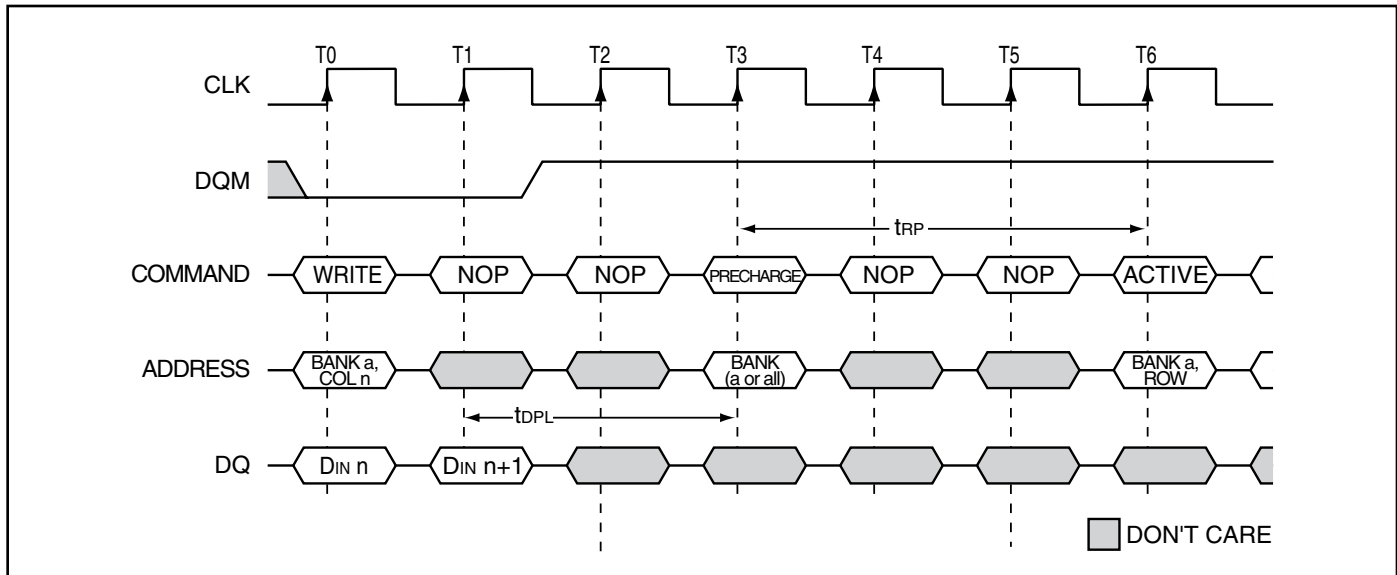 T0 T1 T2 T3 T4 T5 T6
CLK
DQM
tRP
COMMAND WRITE NOP NOP PRECHARGE NOP NOP ACTIVE
ADDRESS BANK a, COL n BANK (a or all) BANK a, ROW
tDPL
DQ DIN n DIN n+1
DON'T CARE